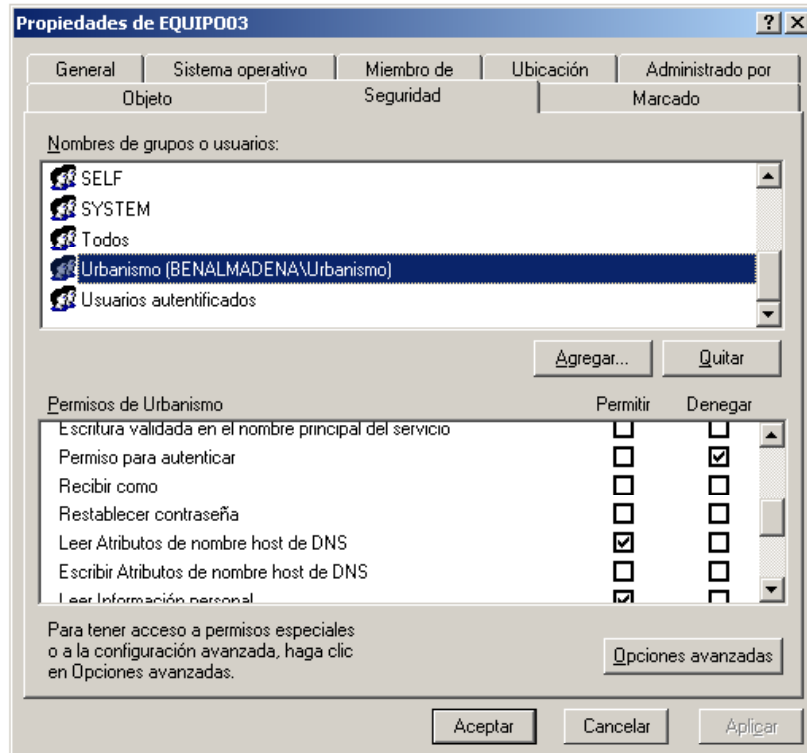 Propiedades de EQUIPO03
General Sistema operativo Miembro de Ubicación Administrado por
Objeto Seguridad Marcado
Nombres de grupos o usuarios:
SELF
SYSTEM
Todos
Urbanismo (BENALMADENA\Urbanismo)
Usuarios autentificados
Agregar... Quitar
Permisos de Urbanismo Permitir Denegar
Escritura validada en el nombre principal del servicio
Permiso para autenticar
Recibir como
Restablecer contraseña
Leer Atributos de nombre host de DNS
Escribir Atributos de nombre host de DNS
Leer Información personal
Para tener acceso a permisos especiales
o a la configuración avanzada, haga clic
en Opciones avanzadas.
Opciones avanzadas
Aceptar Cancelar Aplicar